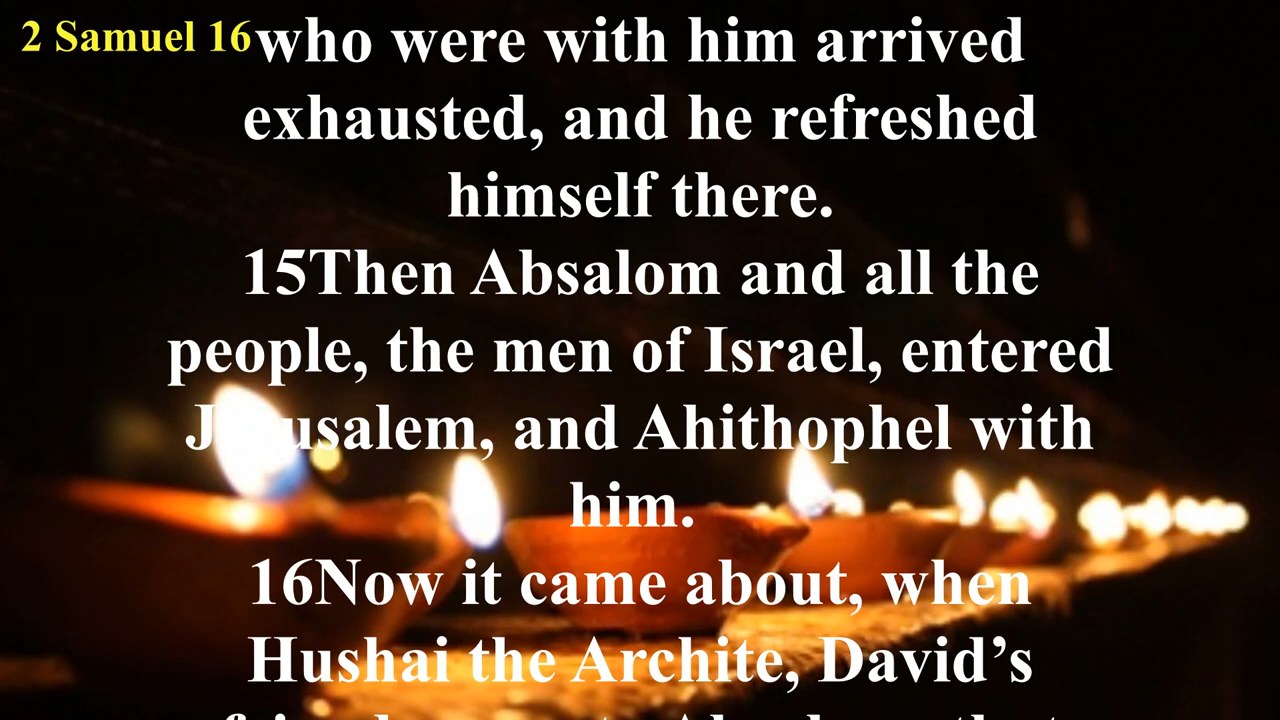 2 Samuel 16
who were with him arrived
exhausted, and he refreshed
himself there.
15Then Absalom and all the
people, the men of Israel, entered
Jerusalem, and Ahithophel with
him.
16Now it came about, when
Hushai the Archite, David’s